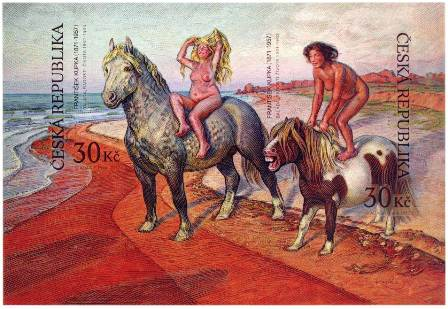 ČESKÁ REPUBLIKA
FRANTIŠEK KUPKA (1871-1957)
30 Kč
FRANTIŠEK KUPKA (1871-1957)
ČESKÁ REPUBLIKA
30 Kč